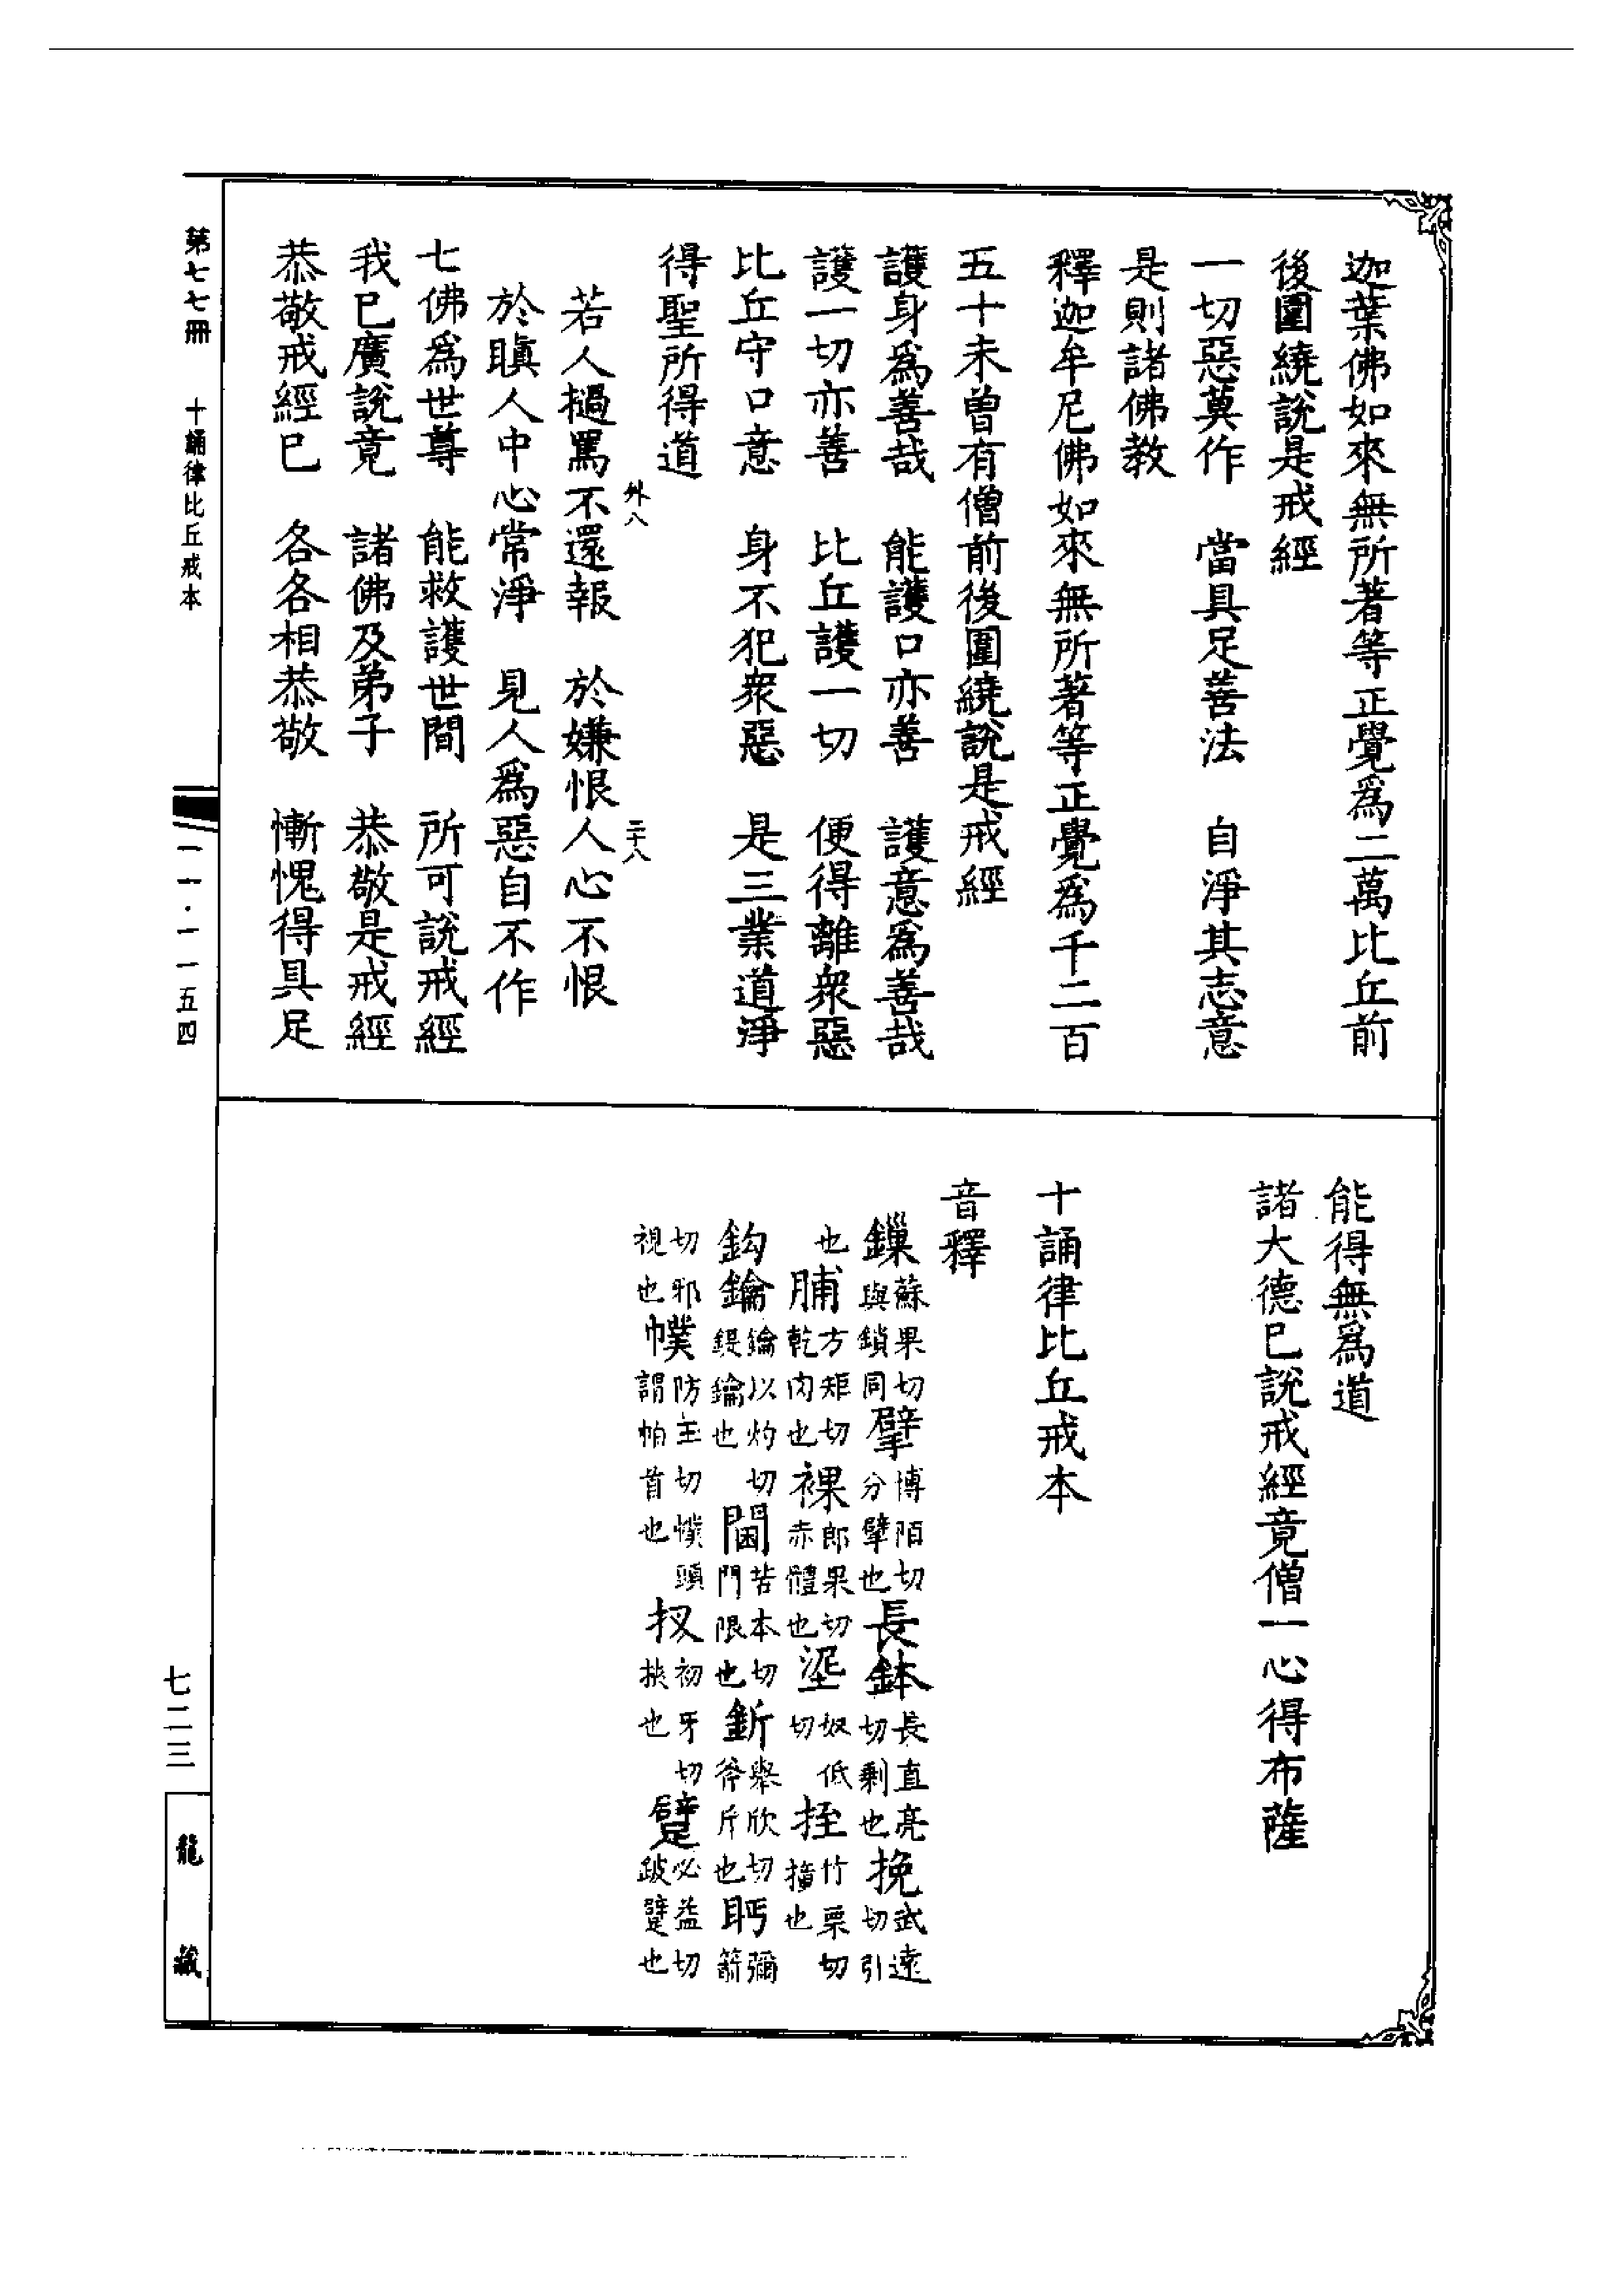 迦葉佛如來無所著等正覺爲二萬比丘前
後圍繞說是戒經
一切惡莫作　當具足善法　自淨其志意
是則諸佛教
釋迦牟尼佛如來無所著等正覺爲千二百
五十未曾有僧前後圍繞說是戒經
護身爲善哉　能護口亦善　護意爲善哉
護一切亦善　比丘護一切　便得離衆惡
比丘守口意　身不犯衆惡　是三業道淨
得聖所得道
外八　二十八
若人撾罵不還報　於嫌恨人心不恨
於瞋人中心常淨　見人爲惡自不作
七佛爲世尊　能救護世間　所可說戒經
我已廣說竟　諸佛及弟子　恭敬是戒經
恭敬戒經已　各各相恭敬　慚愧得具足
能得無爲道
諸大德已說戒經竟僧一心得布薩
十誦律比丘戒本
音釋
鏁蘇果切與鎖同擘博陌切分擘也長鉢長直亮切剩也挽武遠切引
也脯方矩切乾肉也裸郎果切赤體也埿奴低切挃竹栗切撞也
鈎鑰鑰以灼切鍉鑰也閫苦本切門限也釿舉欣切斧斤也眄彌箭
切邪視也幞防玉切幞頭謂帕首也扠初牙切挾也躄必益切跛躄也
第七七冊　十誦律比丘戒本
一一·一一五四
七二三
龍藏